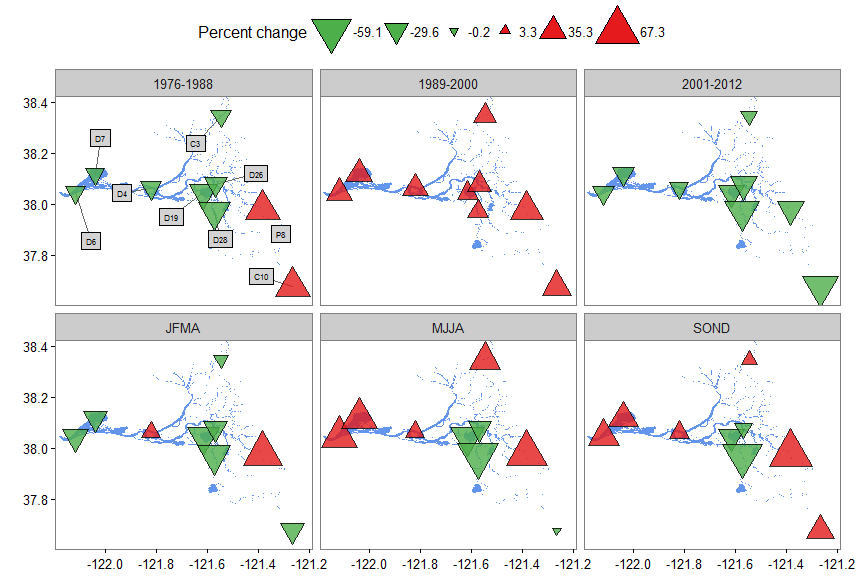 Percent change -59.1 -29.6 -0.2 3.3 35.3 67.3
1976-1988 1989-2000 2001-2012
38.4
D7
C3
38.2
D26
D4
38.0
D19
P8
D6
D28
37.8
C10
JFMA MJJA SOND
38.4
38.2
38.0
37.8
-122.0 -121.8 -121.6 -121.4 -121.2 -122.0 -121.8 -121.6 -121.4 -121.2 -122.0 -121.8 -121.6 -121.4 -121.2